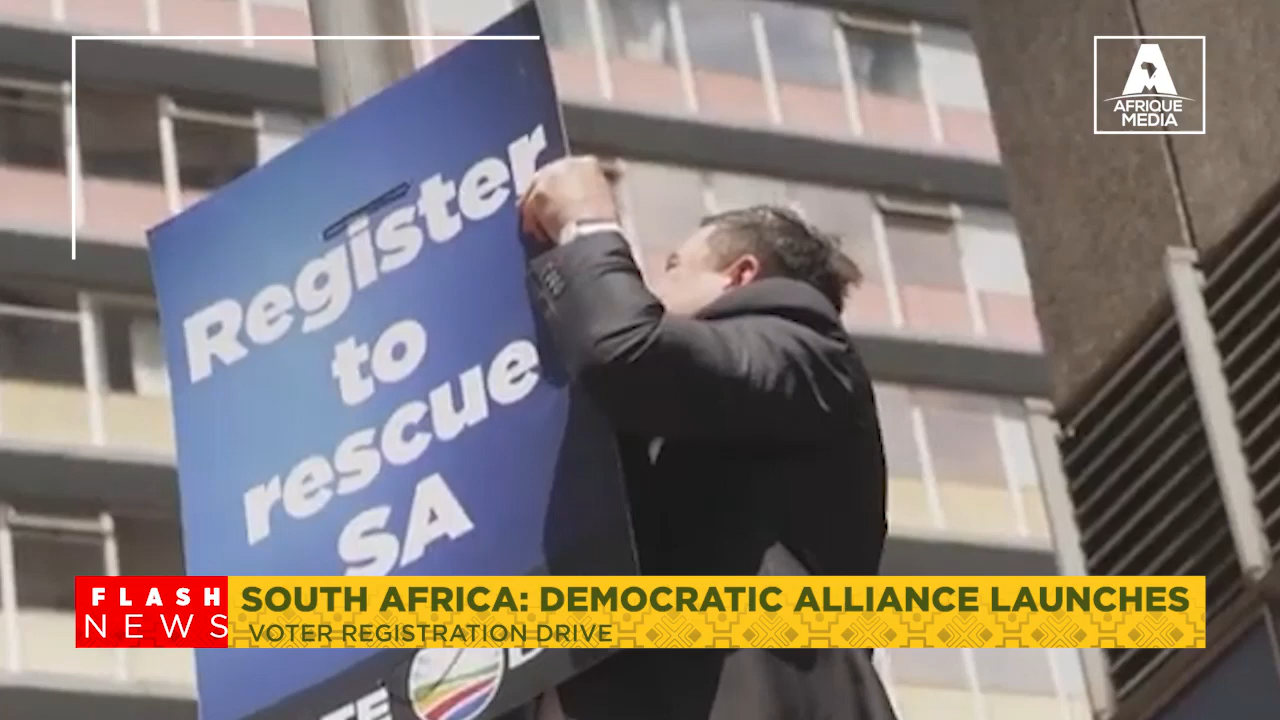 AFRIQUE
MEDIA
Register
to
rescue
SA
FLASH
NEWS
SOUTH AFRICA: DEMOCRATIC ALLIANCE LAUNCHES
VOTER REGISTRATION DRIVE